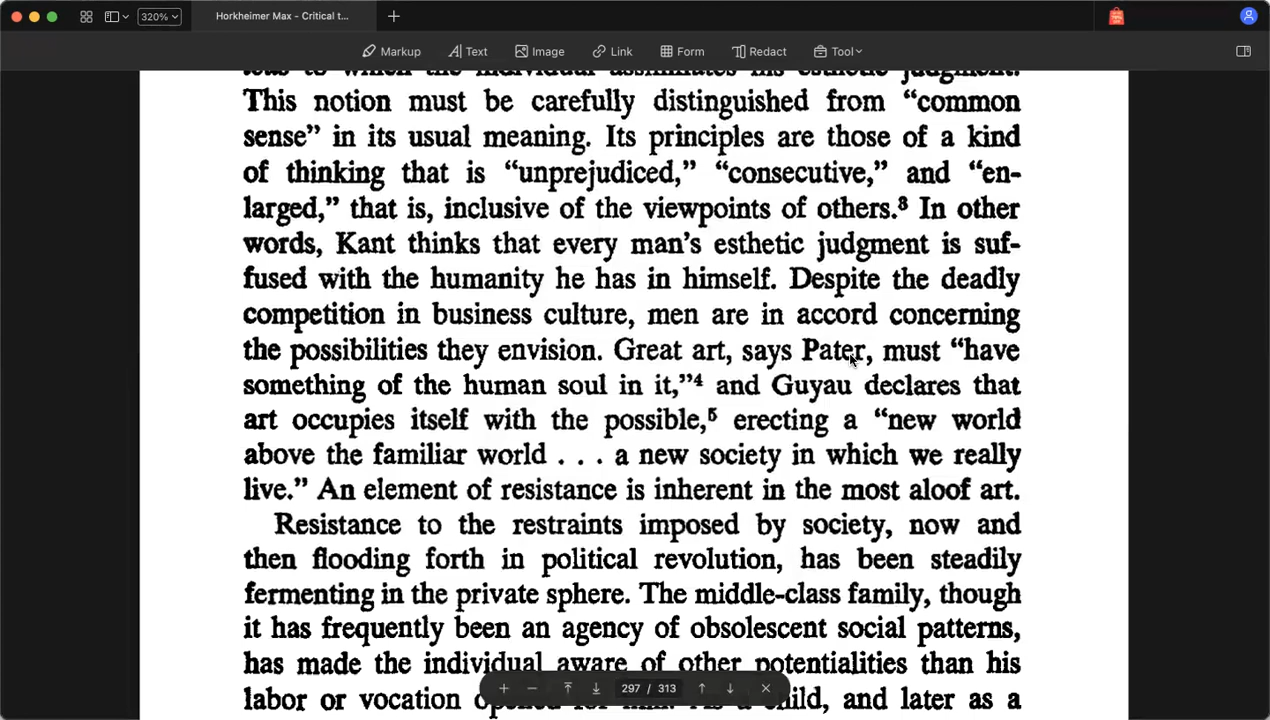 320%
Horkheimer Max - Critical t...
Markup Text Image Link Form Redact Tool
to which the individual assimilates his esthetic judgment.
This notion must be carefully distinguished from “common
sense” in its usual meaning. Its principles are those of a kind
of thinking that is “unprejudiced,” “consecutive,” and “en-
larged,” that is, inclusive of the viewpoints of others.³ In other
words, Kant thinks that every man’s esthetic judgment is suf-
fused with the humanity he has in himself. Despite the deadly
competition in business culture, men are in accord concerning
the possibilities they envision. Great art, says Pater, must “have
something of the human soul in it,”⁴ and Guyau declares that
art occupies itself with the possible,⁵ erecting a “new world
above the familiar world . . . a new society in which we really
live.” An element of resistance is inherent in the most aloof art.
Resistance to the restraints imposed by society, now and
then flooding forth in political revolution, has been steadily
fermenting in the private sphere. The middle-class family, though
it has frequently been an agency of obsolescent social patterns,
has made the individual aware of other potentialities than his
labor or vocation child, and later as a
297 / 313